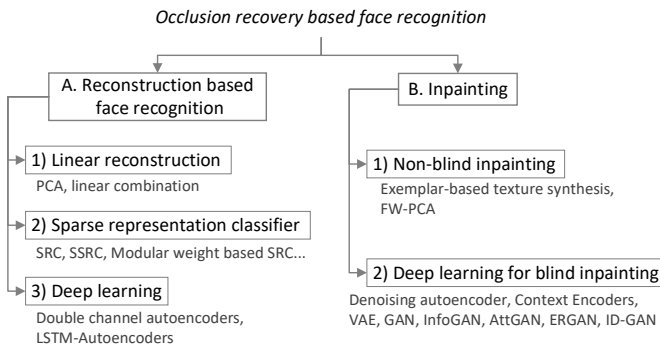 Occlusion recovery based face recognition
A. Reconstruction based
face recognition
1) Linear reconstruction
PCA, linear combination
2) Sparse representation classifier
SRC, SSRC, Modular weight based SRC...
3) Deep learning
Double channel autoencoders,
LSTM-Autoencoders
B. Inpainting
1) Non-blind inpainting
Exemplar-based texture synthesis,
FW-PCA
2) Deep learning for blind inpainting
Denoising autoencoder, Context Encoders,
VAE, GAN, InfoGAN, AttGAN, ERGAN, ID-GAN